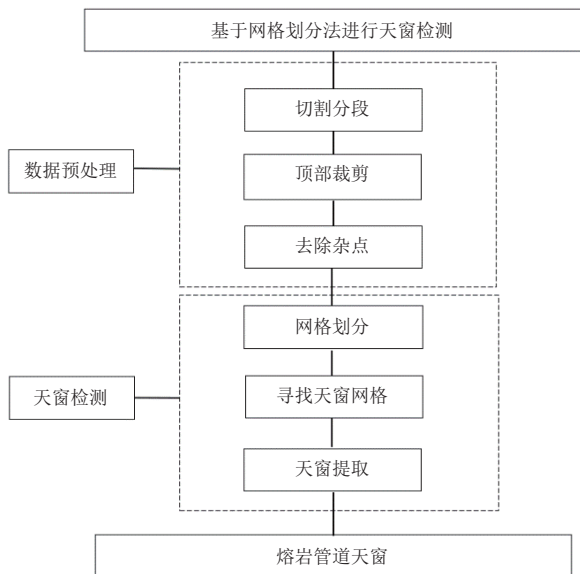 基于网格划分法进行天窗检测
切割分段
数据预处理
顶部裁剪
去除杂点
网格划分
天窗检测
寻找天窗网格
天窗提取
熔岩管道天窗